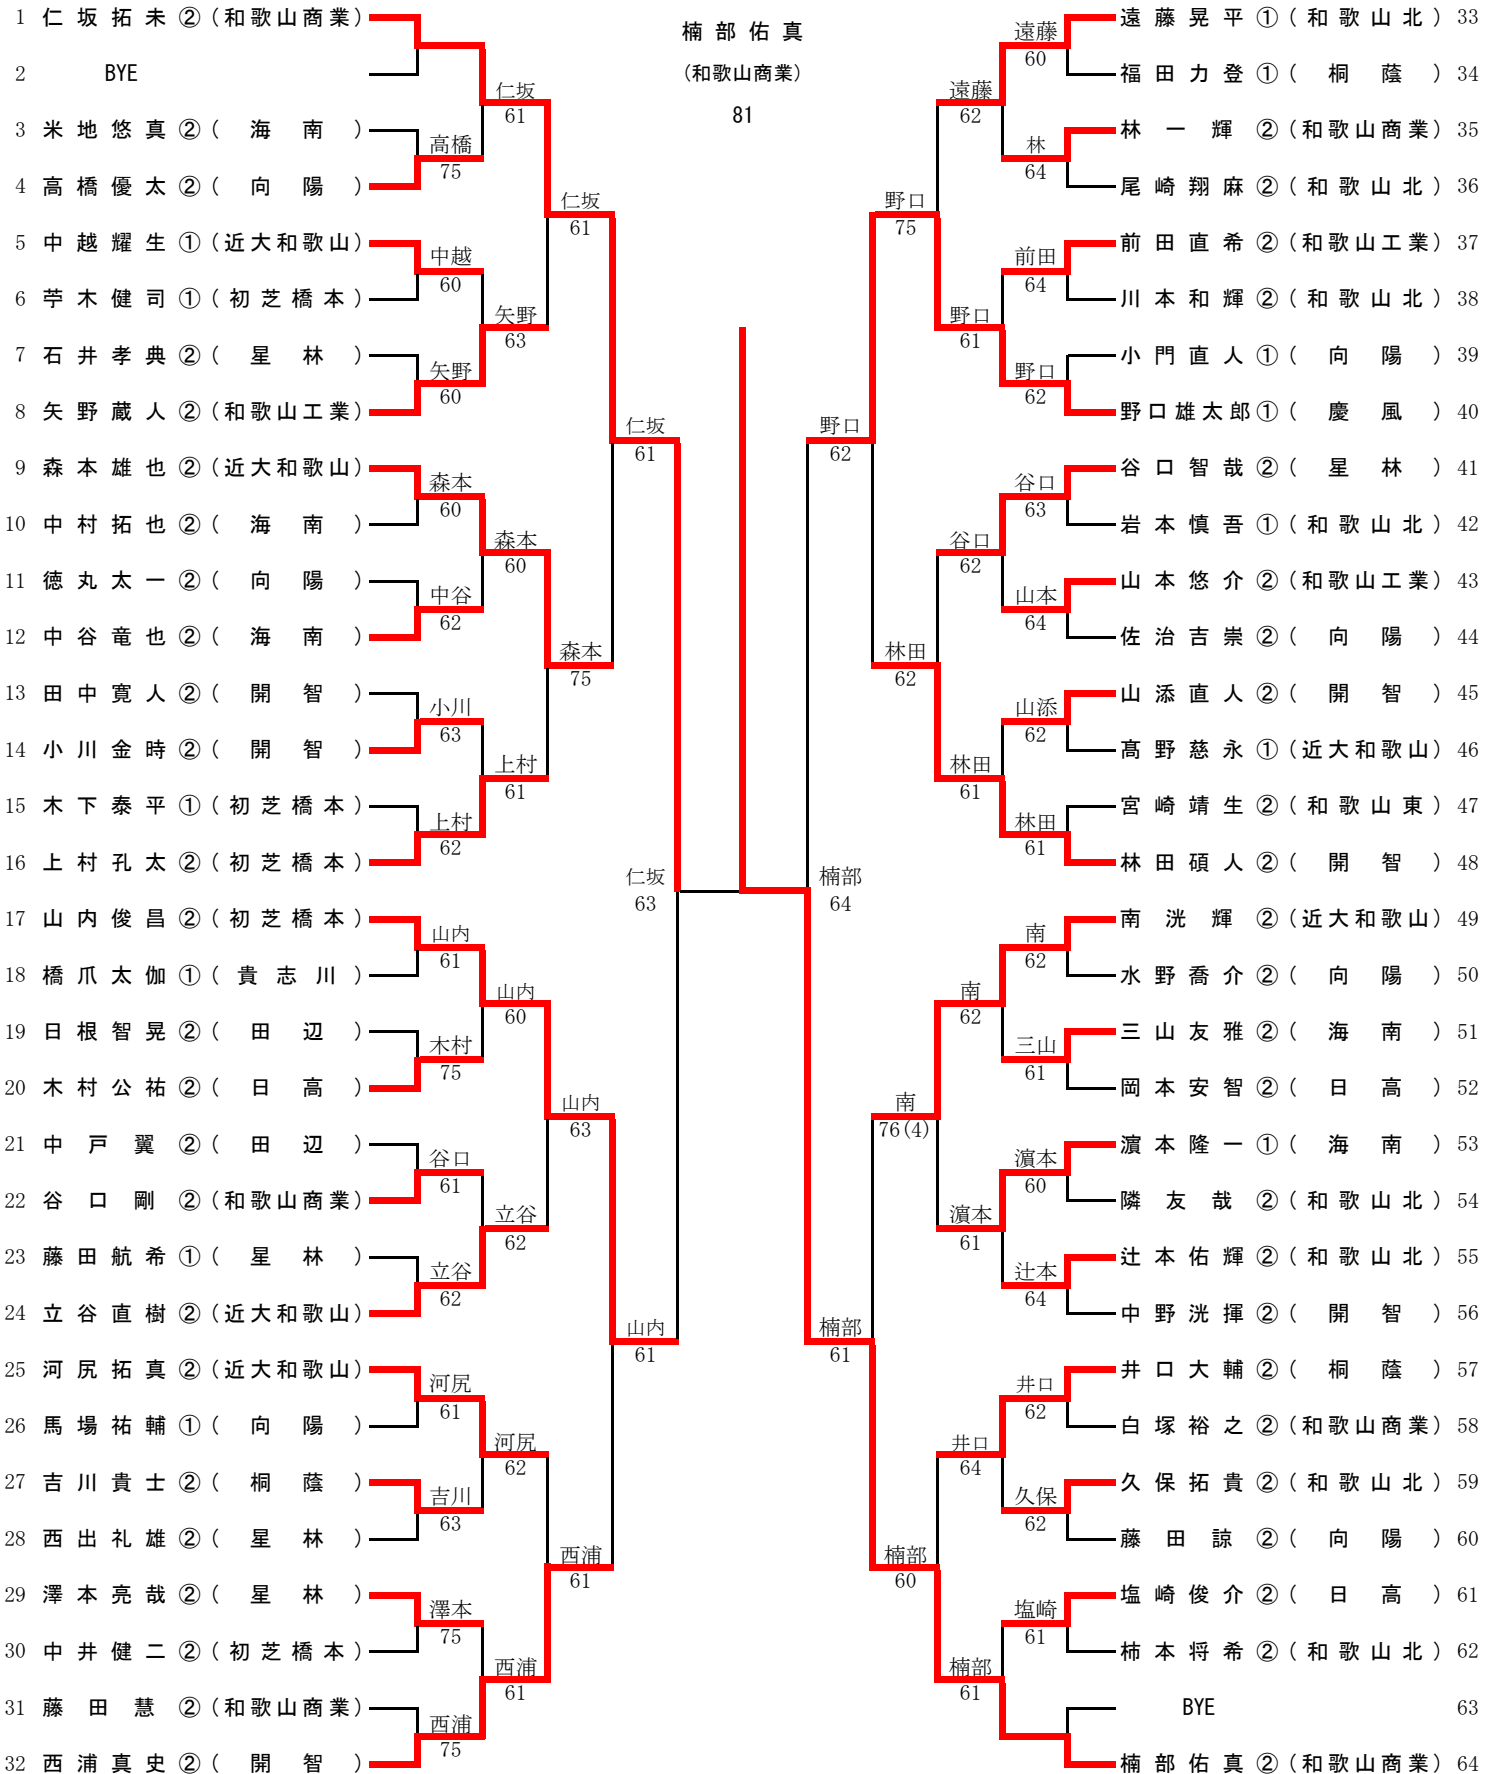 楠部佑真
(和歌山商業)
81
1 仁坂拓未②(和歌山商業)
2 BYE
3 米地悠真②(海南)
4 高橋優太②(向陽)
5 中越耀生①(近大和歌山)
6 苧木健司①(初芝橋本)
7 石井孝典②(星林)
8 矢野蔵人②(和歌山工業)
9 森本雄也②(近大和歌山)
10 中村拓也②(海南)
11 徳丸太一②(向陽)
12 中谷竜也②(海南)
13 田中寛人②(開智)
14 小川金時②(開智)
15 木下泰平①(初芝橋本)
16 上村孔太②(初芝橋本)
17 山内俊昌②(初芝橋本)
18 橋爪太伽①(貴志川)
19 日根智晃②(田辺)
20 木村公祐②(日高)
21 中戸翼②(田辺)
22 谷口剛②(和歌山商業)
23 藤田航希①(星林)
24 立谷直樹②(近大和歌山)
25 河尻拓真②(近大和歌山)
26 馬場祐輔①(向陽)
27 吉川貴士②(桐蔭)
28 西出礼雄②(星林)
29 澤本亮哉②(星林)
30 中井健二②(初芝橋本)
31 藤田慧②(和歌山商業)
32 西浦真史②(開智)
高橋
75
中越
60
矢野
60
森本
60
中谷
62
小川
63
上村
62
山内
61
木村
75
谷口
61
立谷
62
河尻
61
吉川
63
澤本
75
西浦
75
仁坂
61
矢野
63
森本
60
上村
61
山内
60
立谷
62
河尻
62
西浦
61
仁坂
61
森本
75
山内
63
西浦
61
仁坂
61
山内
61
仁坂
63
楠部
64
野口
62
楠部
61
野口
75
林田
62
南
76(4)
楠部
60
遠藤
62
野口
61
谷口
62
林田
61
南
62
濵本
61
井口
64
楠部
61
遠藤
60
林
64
前田
64
野口
62
谷口
63
山本
64
山添
62
林田
61
南
62
三山
61
濵本
60
辻本
64
井口
62
久保
62
塩崎
61
遠藤晃平①(和歌山北) 33
福田力登①(桐蔭) 34
林一輝②(和歌山商業) 35
尾崎翔麻②(和歌山北) 36
前田直希②(和歌山工業) 37
川本和輝②(和歌山北) 38
小門直人①(向陽) 39
野口雄太郎①(慶風) 40
谷口智哉②(星林) 41
岩本慎吾①(和歌山北) 42
山本悠介②(和歌山工業) 43
佐治吉崇②(向陽) 44
山添直人②(開智) 45
髙野慈永①(近大和歌山) 46
宮崎靖生②(和歌山東) 47
林田碩人②(開智) 48
南洸輝②(近大和歌山) 49
水野喬介②(向陽) 50
三山友雅②(海南) 51
岡本安智②(日高) 52
濵本隆一①(海南) 53
隣友哉②(和歌山北) 54
辻本佑輝②(和歌山北) 55
中野洸揮②(開智) 56
井口大輔②(桐蔭) 57
白塚裕之②(和歌山商業) 58
久保拓貴②(和歌山北) 59
藤田諒②(向陽) 60
塩崎俊介②(日高) 61
柿本将希②(和歌山北) 62
BYE 63
楠部佑真②(和歌山商業) 64